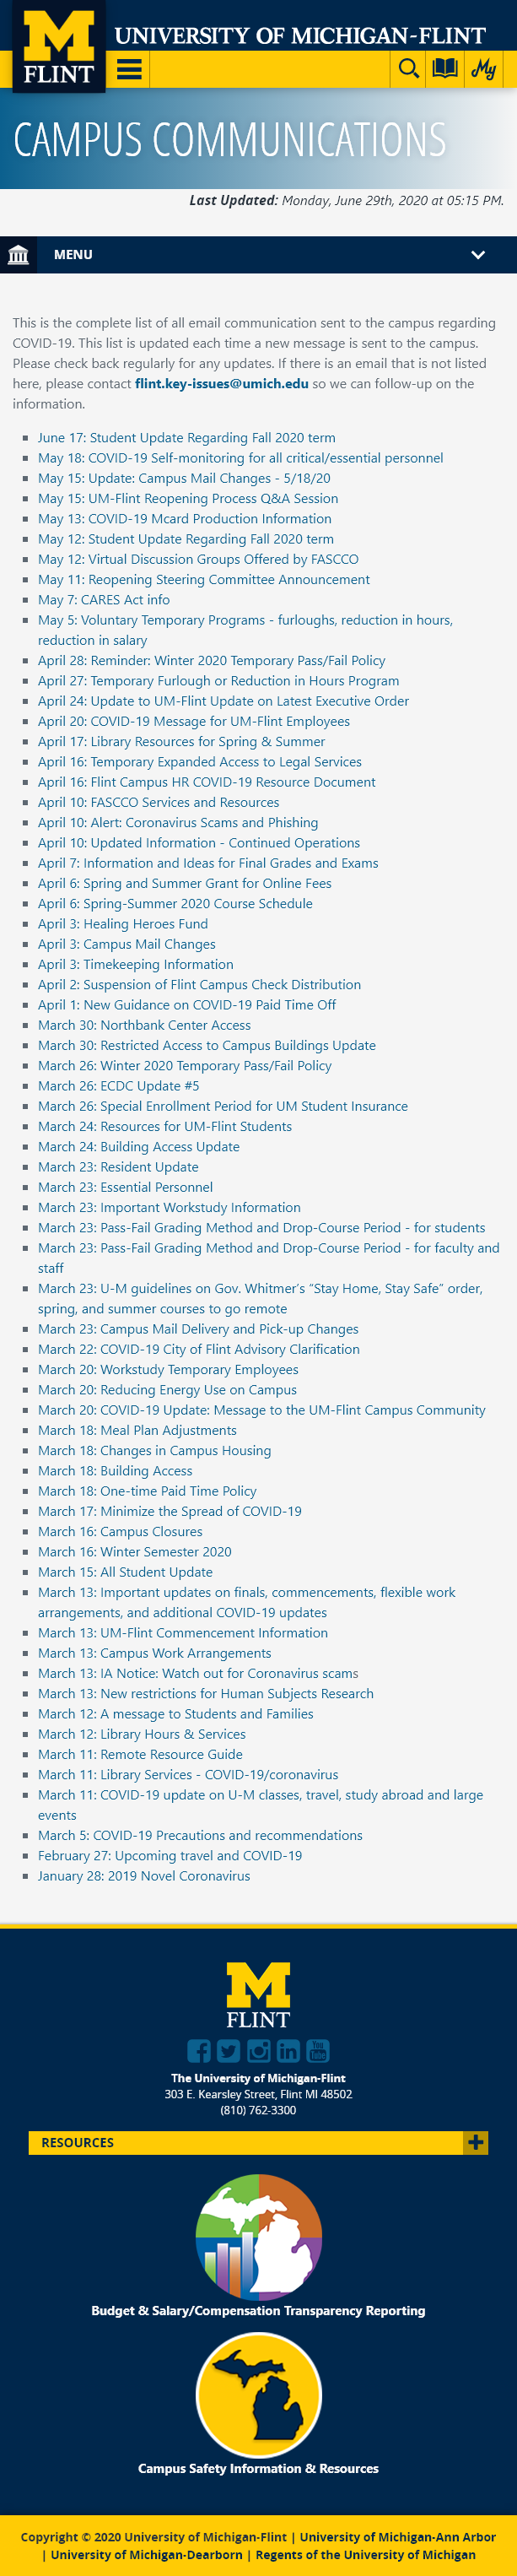 M
FLINT
UNIVERSITY OF MICHIGAN-FLINT
My
CAMPUS COMMUNICATIONS
Last Updated: Monday, June 29th, 2020 at 05:15 PM.
MENU
This is the complete list of all email communication sent to the campus regarding
COVID-19. This list is updated each time a new message is sent to the campus.
Please check back regularly for any updates. If there is an email that is not listed
here, please contact flint.key-issues@umich.edu so we can follow-up on the
information.
June 17: Student Update Regarding Fall 2020 term
May 18: COVID-19 Self-monitoring for all critical/essential personnel
May 15: Update: Campus Mail Changes - 5/18/20
May 15: UM-Flint Reopening Process Q&A Session
May 13: COVID-19 Mcard Production Information
May 12: Student Update Regarding Fall 2020 term
May 12: Virtual Discussion Groups Offered by FASCCO
May 11: Reopening Steering Committee Announcement
May 7: CARES Act info
May 5: Voluntary Temporary Programs - furloughs, reduction in hours,
reduction in salary
April 28: Reminder: Winter 2020 Temporary Pass/Fail Policy
April 27: Temporary Furlough or Reduction in Hours Program
April 24: Update to UM-Flint Update on Latest Executive Order
April 20: COVID-19 Message for UM-Flint Employees
April 17: Library Resources for Spring & Summer
April 16: Temporary Expanded Access to Legal Services
April 16: Flint Campus HR COVID-19 Resource Document
April 10: FASCCO Services and Resources
April 10: Alert: Coronavirus Scams and Phishing
April 10: Updated Information - Continued Operations
April 7: Information and Ideas for Final Grades and Exams
April 6: Spring and Summer Grant for Online Fees
April 6: Spring-Summer 2020 Course Schedule
April 3: Healing Heroes Fund
April 3: Campus Mail Changes
April 3: Timekeeping Information
April 2: Suspension of Flint Campus Check Distribution
April 1: New Guidance on COVID-19 Paid Time Off
March 30: Northbank Center Access
March 30: Restricted Access to Campus Buildings Update
March 26: Winter 2020 Temporary Pass/Fail Policy
March 26: ECDC Update #5
March 26: Special Enrollment Period for UM Student Insurance
March 24: Resources for UM-Flint Students
March 24: Building Access Update
March 23: Resident Update
March 23: Essential Personnel
March 23: Important Workstudy Information
March 23: Pass-Fail Grading Method and Drop-Course Period - for students
March 23: Pass-Fail Grading Method and Drop-Course Period - for faculty and
staff
March 23: U-M guidelines on Gov. Whitmer's "Stay Home, Stay Safe" order,
spring, and summer courses to go remote
March 23: Campus Mail Delivery and Pick-up Changes
March 22: COVID-19 City of Flint Advisory Clarification
March 20: Workstudy Temporary Employees
March 20: Reducing Energy Use on Campus
March 20: COVID-19 Update: Message to the UM-Flint Campus Community
March 18: Meal Plan Adjustments
March 18: Changes in Campus Housing
March 18: Building Access
March 18: One-time Paid Time Policy
March 17: Minimize the Spread of COVID-19
March 16: Campus Closures
March 16: Winter Semester 2020
March 15: All Student Update
March 13: Important updates on finals, commencements, flexible work
arrangements, and additional COVID-19 updates
March 13: UM-Flint Commencement Information
March 13: Campus Work Arrangements
March 13: IA Notice: Watch out for Coronavirus scams
March 13: New restrictions for Human Subjects Research
March 12: A message to Students and Families
March 12: Library Hours & Services
March 11: Remote Resource Guide
March 11: Library Services - COVID-19/coronavirus
March 11: COVID-19 update on U-M classes, travel, study abroad and large
events
March 5: COVID-19 Precautions and recommendations
February 27: Upcoming travel and COVID-19
January 28: 2019 Novel Coronavirus
M
FLINT
You Tube
The University of Michigan-Flint
303 E. Kearsley Street, Flint MI 48502
(810) 762-3300
RESOURCES
Budget & Salary/Compensation Transparency Reporting
Campus Safety Information & Resources
Copyright © 2020 University of Michigan-Flint | University of Michigan-Ann Arbor
| University of Michigan-Dearborn | Regents of the University of Michigan